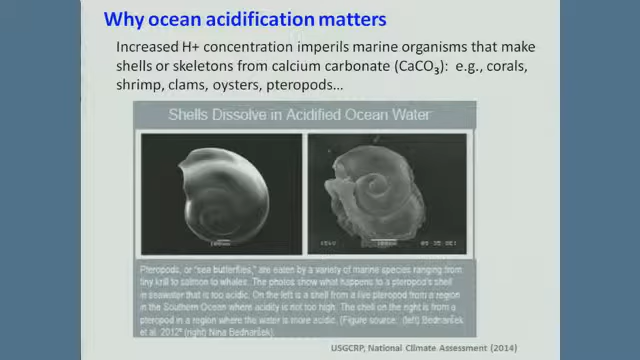 Why ocean acidification matters
Increased H+ concentration imperils marine organisms that make
shells or skeletons from calcium carbonate (CaCO₃): e.g., corals,
shrimp, clams, oysters, pteropods…
Shells Dissolve in Acidified Ocean Water
Pteropods, or "sea butterflies," are eaten by a variety of marine species ranging from
tiny krill to salmon to whales. The photos show what happens to a pteropod's shell
in seawater that is too acidic. On the left is a shell from a live pteropod from a region
in the Southern Ocean where acidity is not too high. The shell on the right is from a
pteropod in a region where the water is more acidic. (Figure source: (left) Bednaršek
et al. 2012 (right) Nina Bednaršek)
USGCRP, National Climate Assessment (2014)